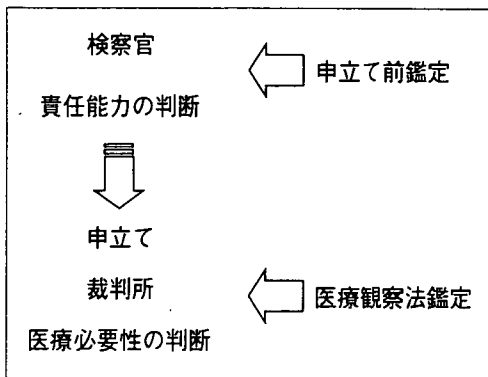 検察官
申立て前鑑定
責任能力の判断
申立て
裁判所
医療観察法鑑定
医療必要性の判断